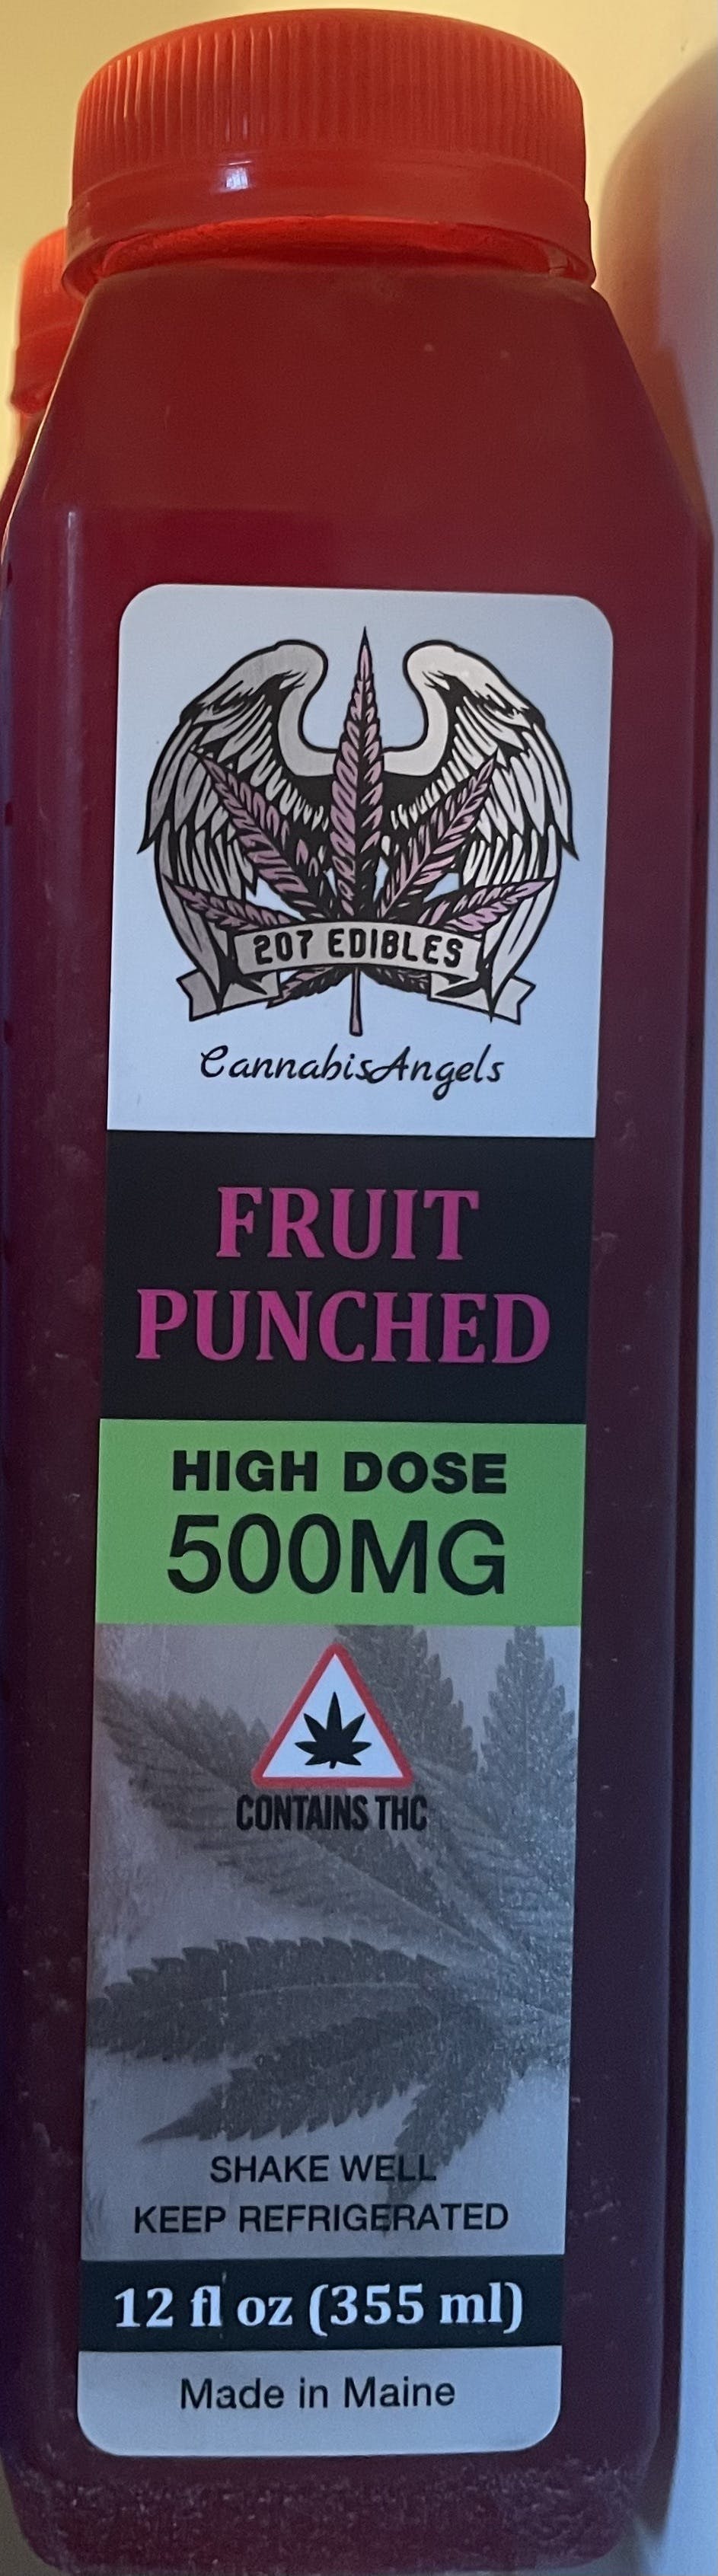 207 EDIBLES
CannabisAngels
FRUIT
PUNCHED
HIGH DOSE
500MG
CONTAINS THC
SHAKE WELL
KEEP REFRIGERATED
12 fl oz (355 ml)
Made in Maine